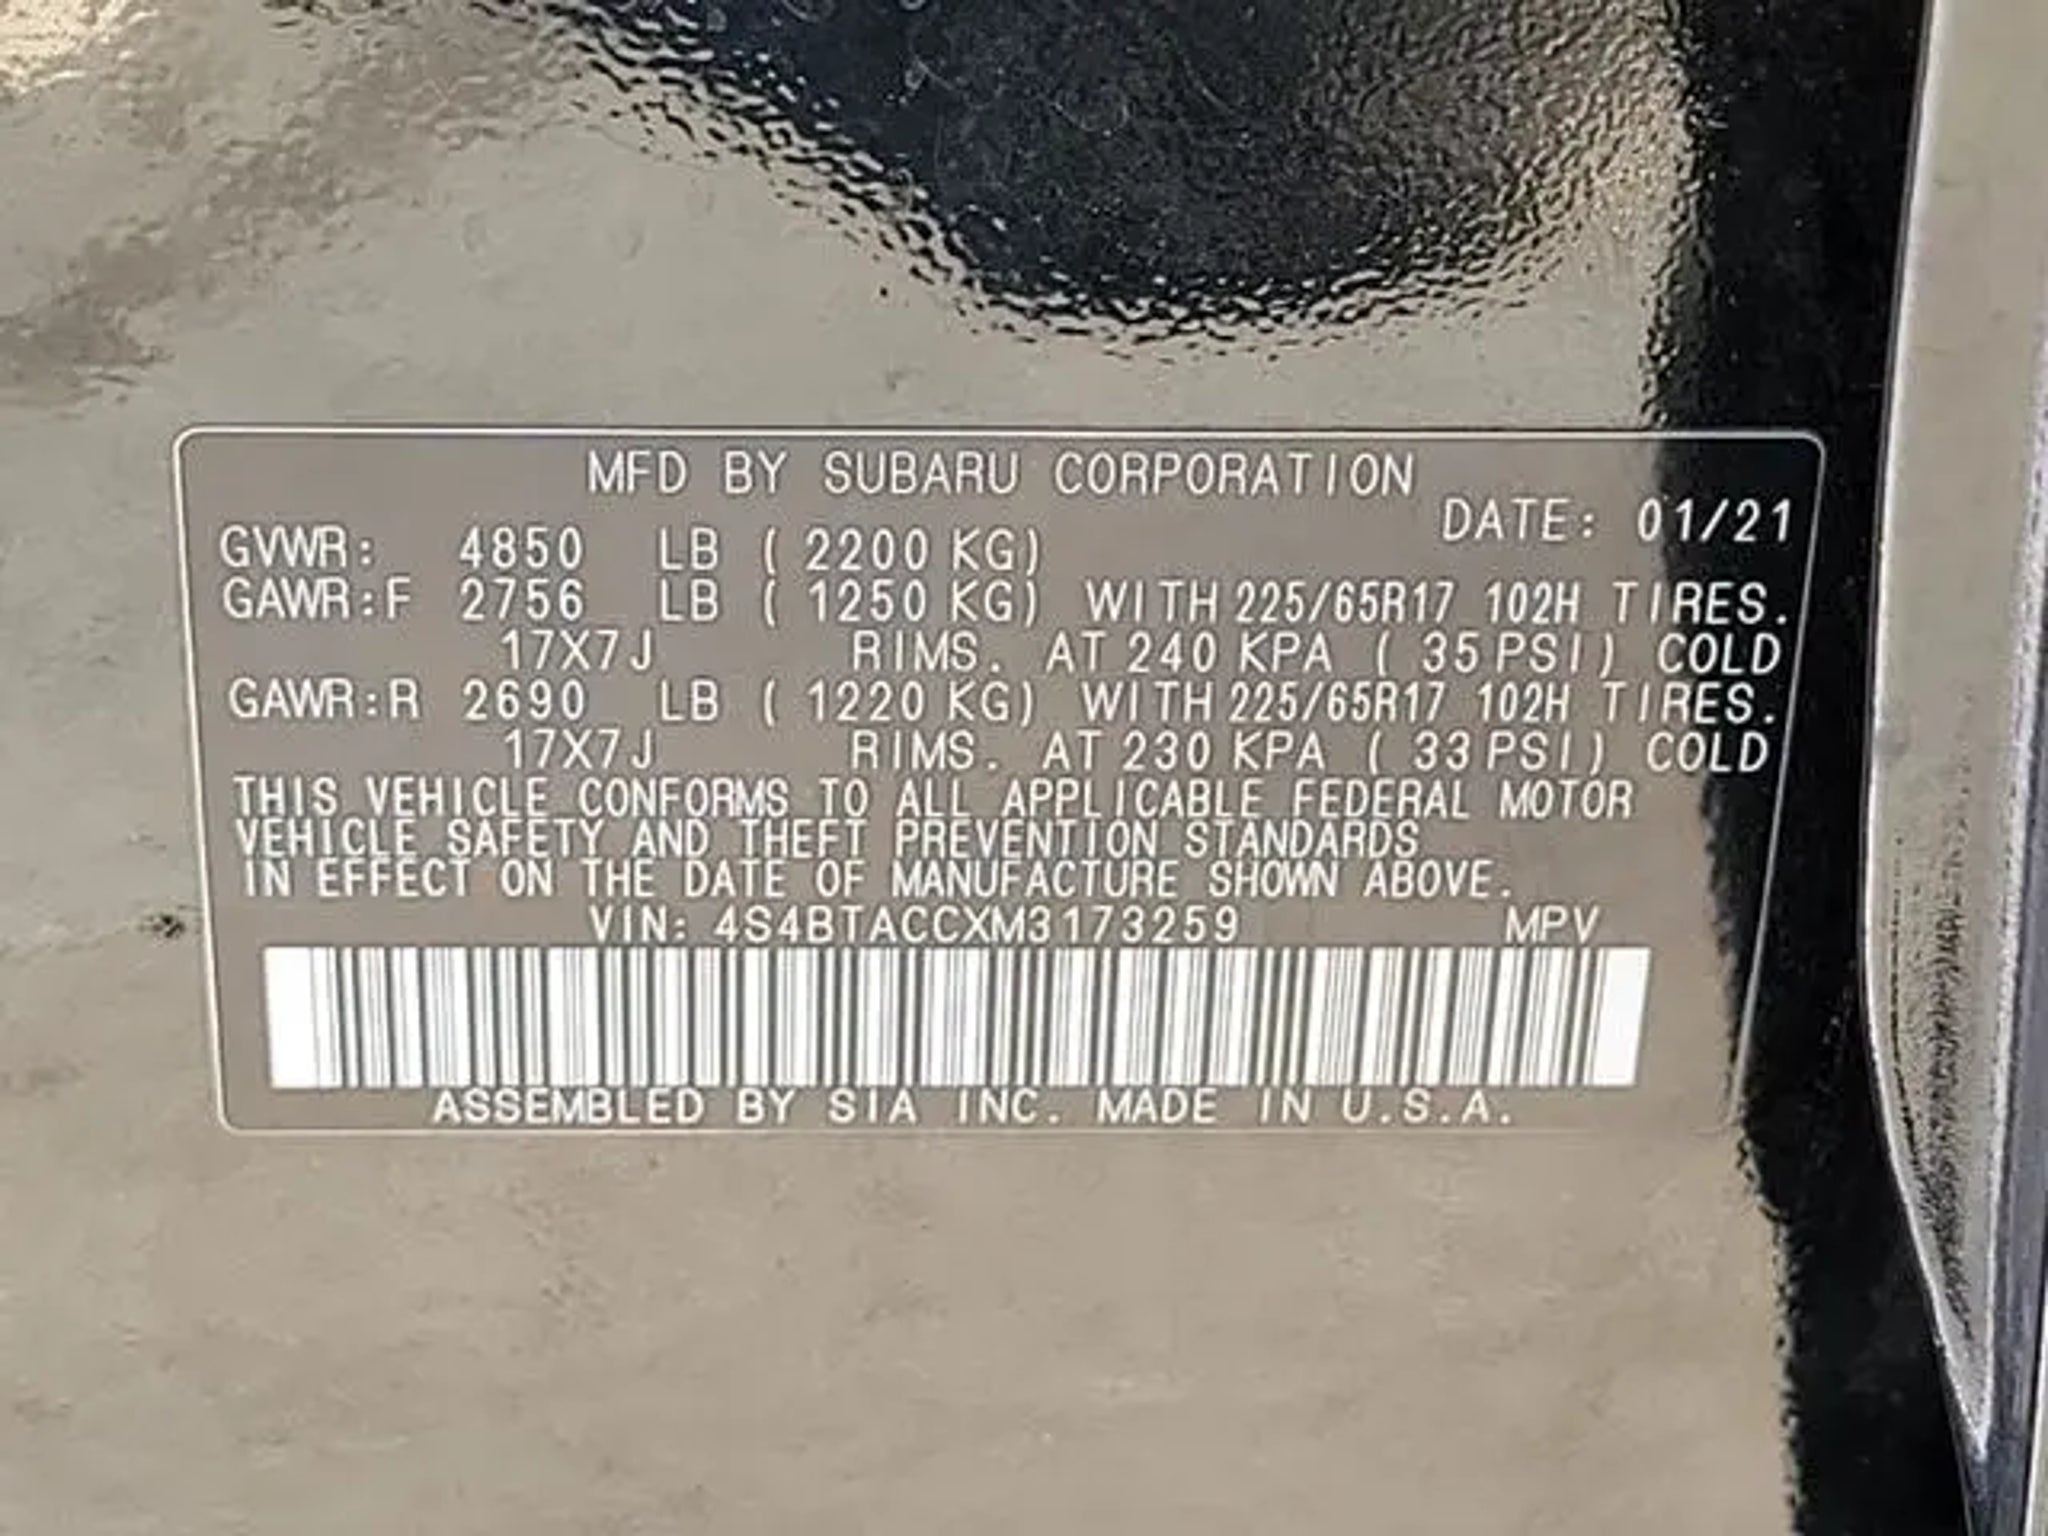 MFD BY SUBARU CORPORATION
DATE: 01/21
GVWR: 4850 LB ( 2200 KG)
GAWR:F 2756 LB ( 1250 KG) WITH 225/65R17 102H TIRES.
17X7J RIMS. AT 240 KPA ( 35 PSI) COLD
GAWR:R 2690 LB ( 1220 KG) WITH 225/65R17 102H TIRES.
17X7J RIMS. AT 230 KPA ( 33 PSI) COLD
THIS VEHICLE CONFORMS TO ALL APPLICABLE FEDERAL MOTOR
VEHICLE SAFETY AND THEFT PREVENTION STANDARDS
IN EFFECT ON THE DATE OF MANUFACTURE SHOWN ABOVE.
VIN: 4S4BTACCXM3173259 MPV
ASSEMBLED BY SIA INC. MADE IN U.S.A.